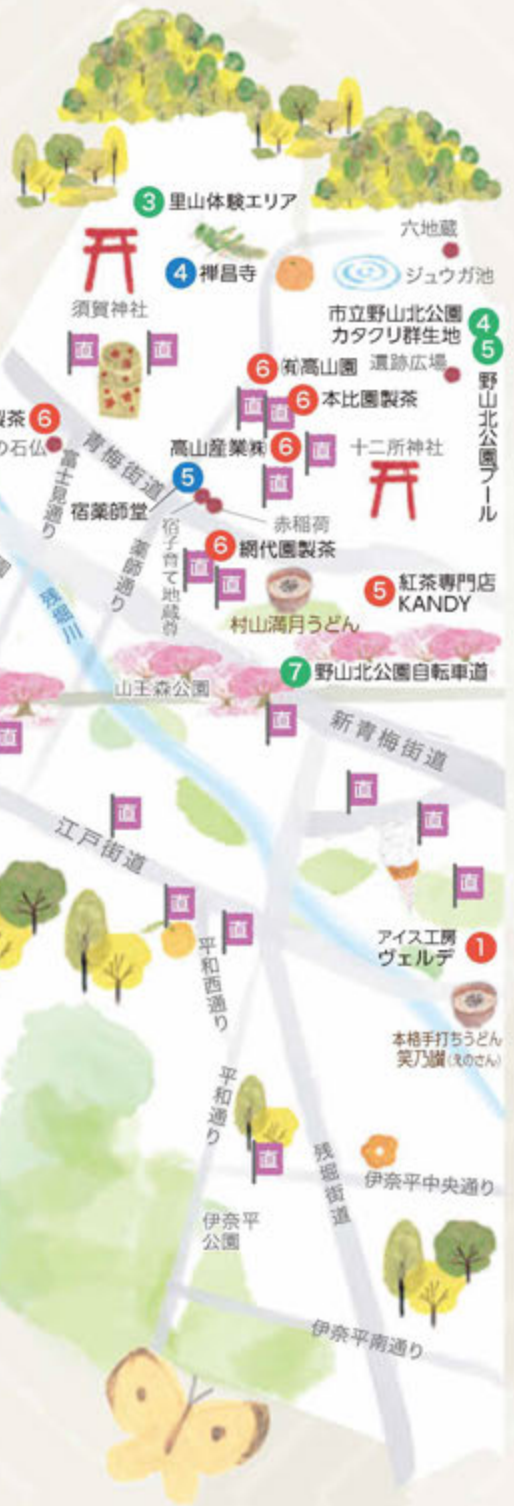 3 里山体験エリア
六地蔵
4 禅昌寺
ジュウガ池
須賀神社
市立野山北公園
カタクリ群生地
4
5
野山北公園プール
直
直
6 ㈲高山園
遺跡広場
直
直
6 本比園製茶
製茶 6
の石仏
富士見通り
青梅街道
高山産業㈱ 6
直
直
十二所神社
5
宿薬師堂
薬師通り
宿子育て地蔵尊
赤稲荷
6 網代園製茶
直
直
村山満月うどん
5 紅茶専門店
KANDY
園
残堀川
山王森公園
7 野山北公園自転車道
直
直
新青梅街道
直
直
直
江戸街道
直
直
直
平和西通り
アイス工房
ヴェルデ 1
本格手打ちうどん
笑乃讃(えのさん)
平和通り
直
残堀街道
伊奈平中央通り
伊奈平
公園
伊奈平南通り